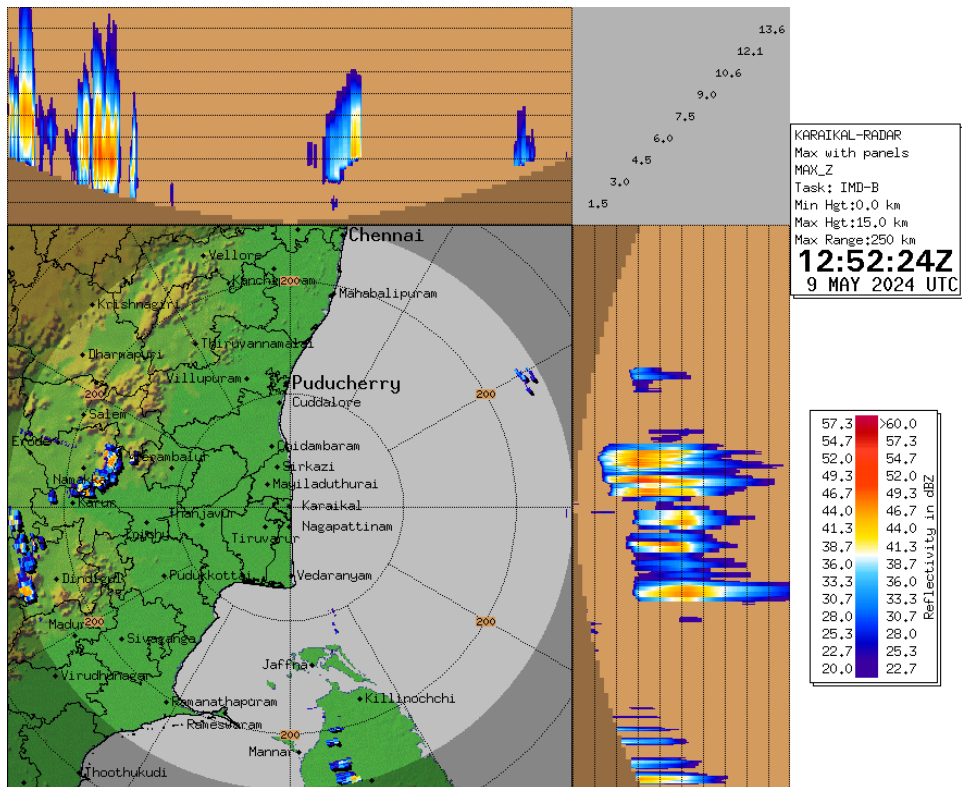 13.6
12.1
10.6
9.0
7.5
6.0
4.5
3.0
1.5
KARAIKAL-RADAR
Max with panels
MAX_Z
Task: IMD-B
Min Hgt:0.0 km
Max Hgt:15.0 km
Max Range:250 km
12:52:24Z
9 MAY 2024 UTC
Chennai
Vellore
200
Mahabalipuram
Krishnagiri
Thiruvannamalai
Dharmapuri
Villupuram
Puducherry
200
200
Cuddalore
Salem
Erode
Chidambaram
Sirkazi
Mayiladuthurai
Karur
Karaikal
Thanjavur
Nagapattinam
Tiruvarur
Vedaranyam
Pudukkottai
Dindigul
200
200
Sivaganga
Jaffna
Virudhunagar
Killinochchi
Ramanathapuram
Rameswaram
200
Mannar
Thoothukudi
57.3 >60.0
54.7 57.3
52.0 54.7
49.3 52.0
46.7 49.3
44.0 46.7
41.3 44.0
38.7 41.3
36.0 38.7
33.3 36.0
30.7 33.3
28.0 30.7
25.3 28.0
22.7 25.3
20.0 22.7
Reflectivity in dBZ